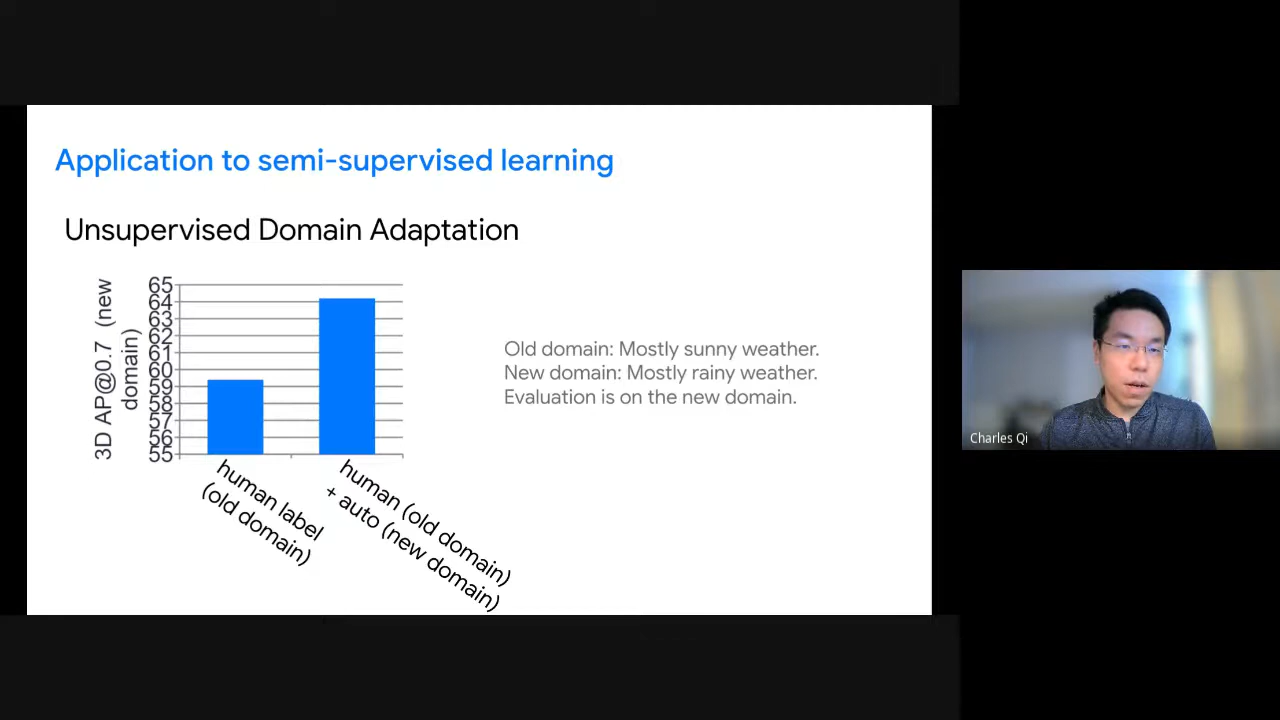 Application to semi-supervised learning
Unsupervised Domain Adaptation
3D AP@0.7 (new
domain)
65
64
63
62
61
60
59
58
57
56
55
human label
(old domain)
human (old domain)
+ auto (new domain)
Old domain: Mostly sunny weather.
New domain: Mostly rainy weather.
Evaluation is on the new domain.
Charles Qi